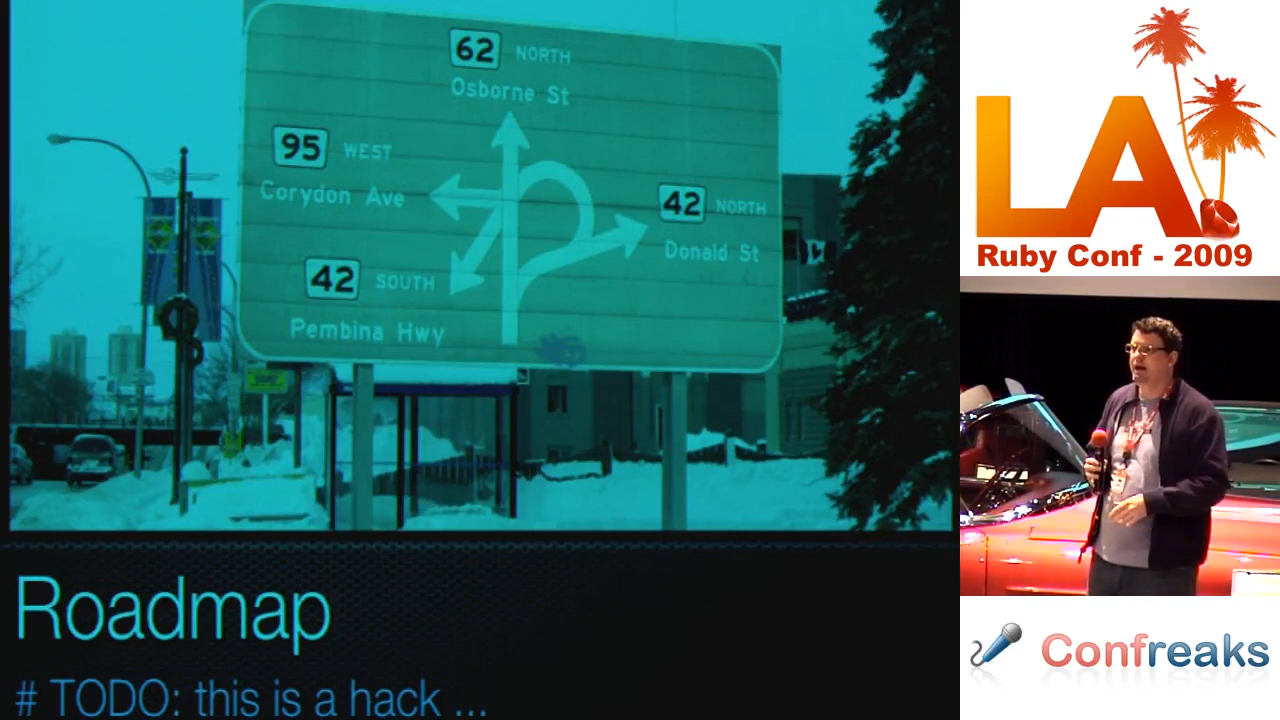 62 NORTH
Osborne St
95 WEST
Corydon Ave
42 NORTH
Donald St
42 SOUTH
Pembina Hwy
Roadmap
# TODO: this is a hack ...
LA
Ruby Conf - 2009
Confreaks